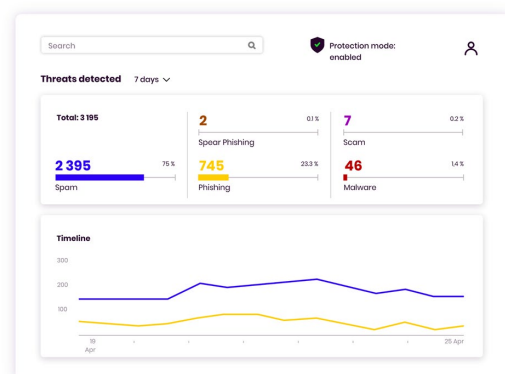 Search
Protection mode:
enabled
Threats detected
7 days
Total: 3 195
2
0.1 %
Spear Phishing
7
0.2 %
Scam
2 395
75 %
Spam
745
23.3 %
Phishing
46
1,4 %
Malware
Timeline
300
200
100
19
Apr
25 Apr